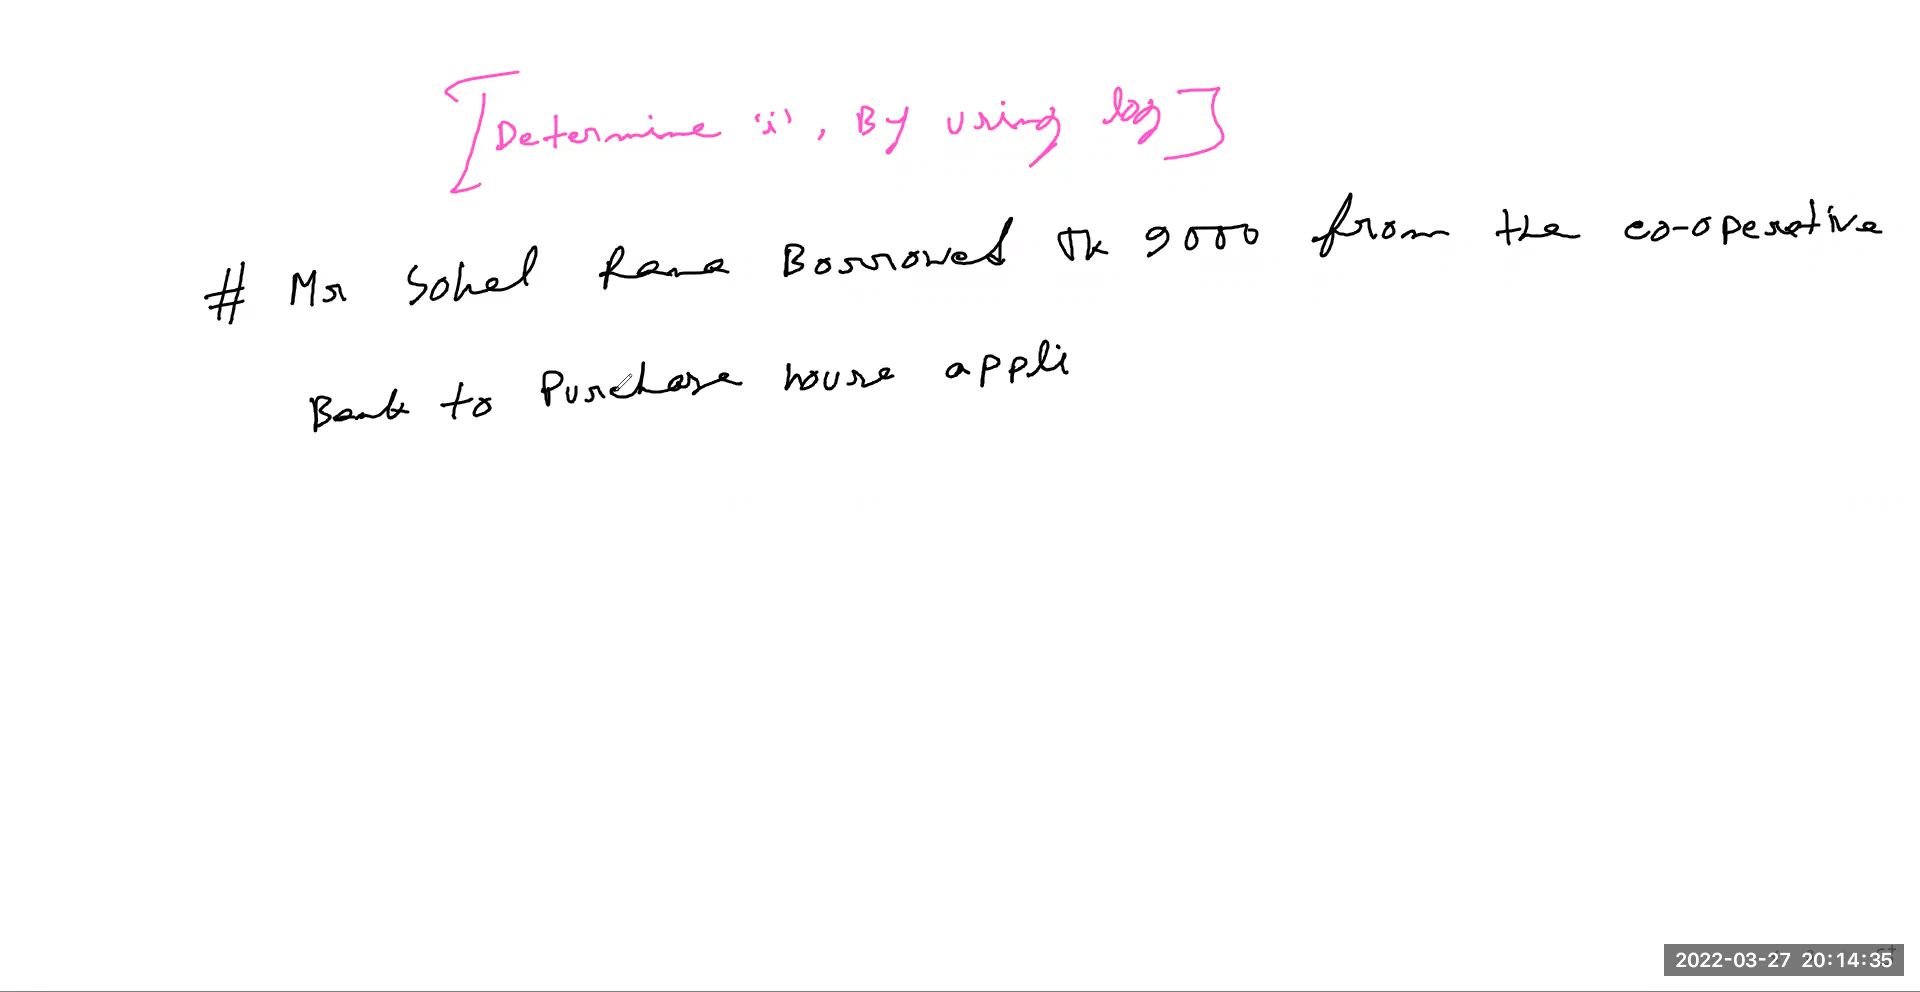 [Determine 'i', By using log]
# Mr Sohel Rana Borrowed Tk 9000 from the co-operative
Bank to Purchase house appli
2022-03-27 20:14:35